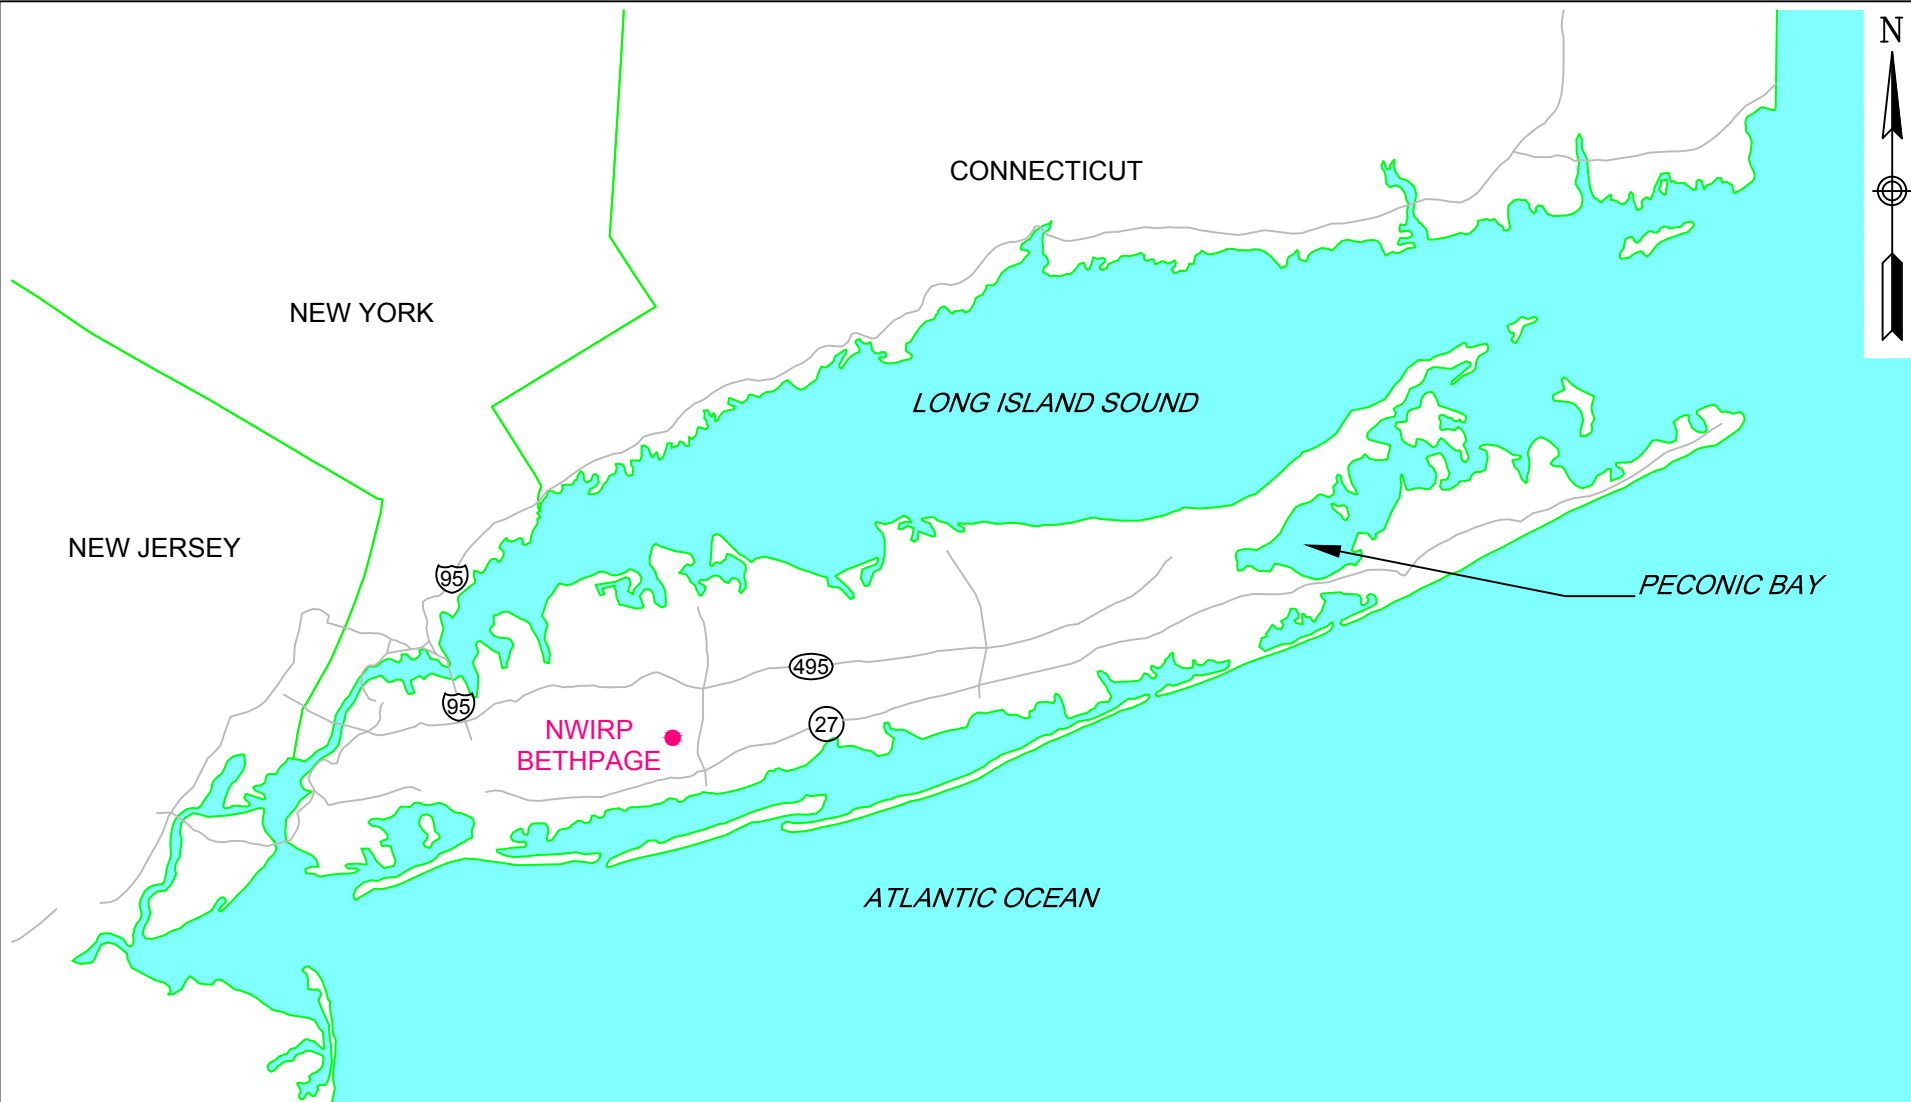 N
CONNECTICUT
NEW YORK
LONG ISLAND SOUND
NEW JERSEY
95
PECONIC BAY
495
95
27
NWIRP
BETHPAGE
ATLANTIC OCEAN